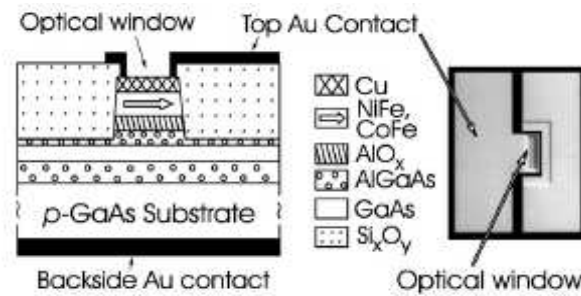 Optical window
Top Au Contact
Cu
NiFe,
CoFe
AlOx
AlGaAs
GaAs
SixOy
p-GaAs Substrate
Backside Au contact
Optical window